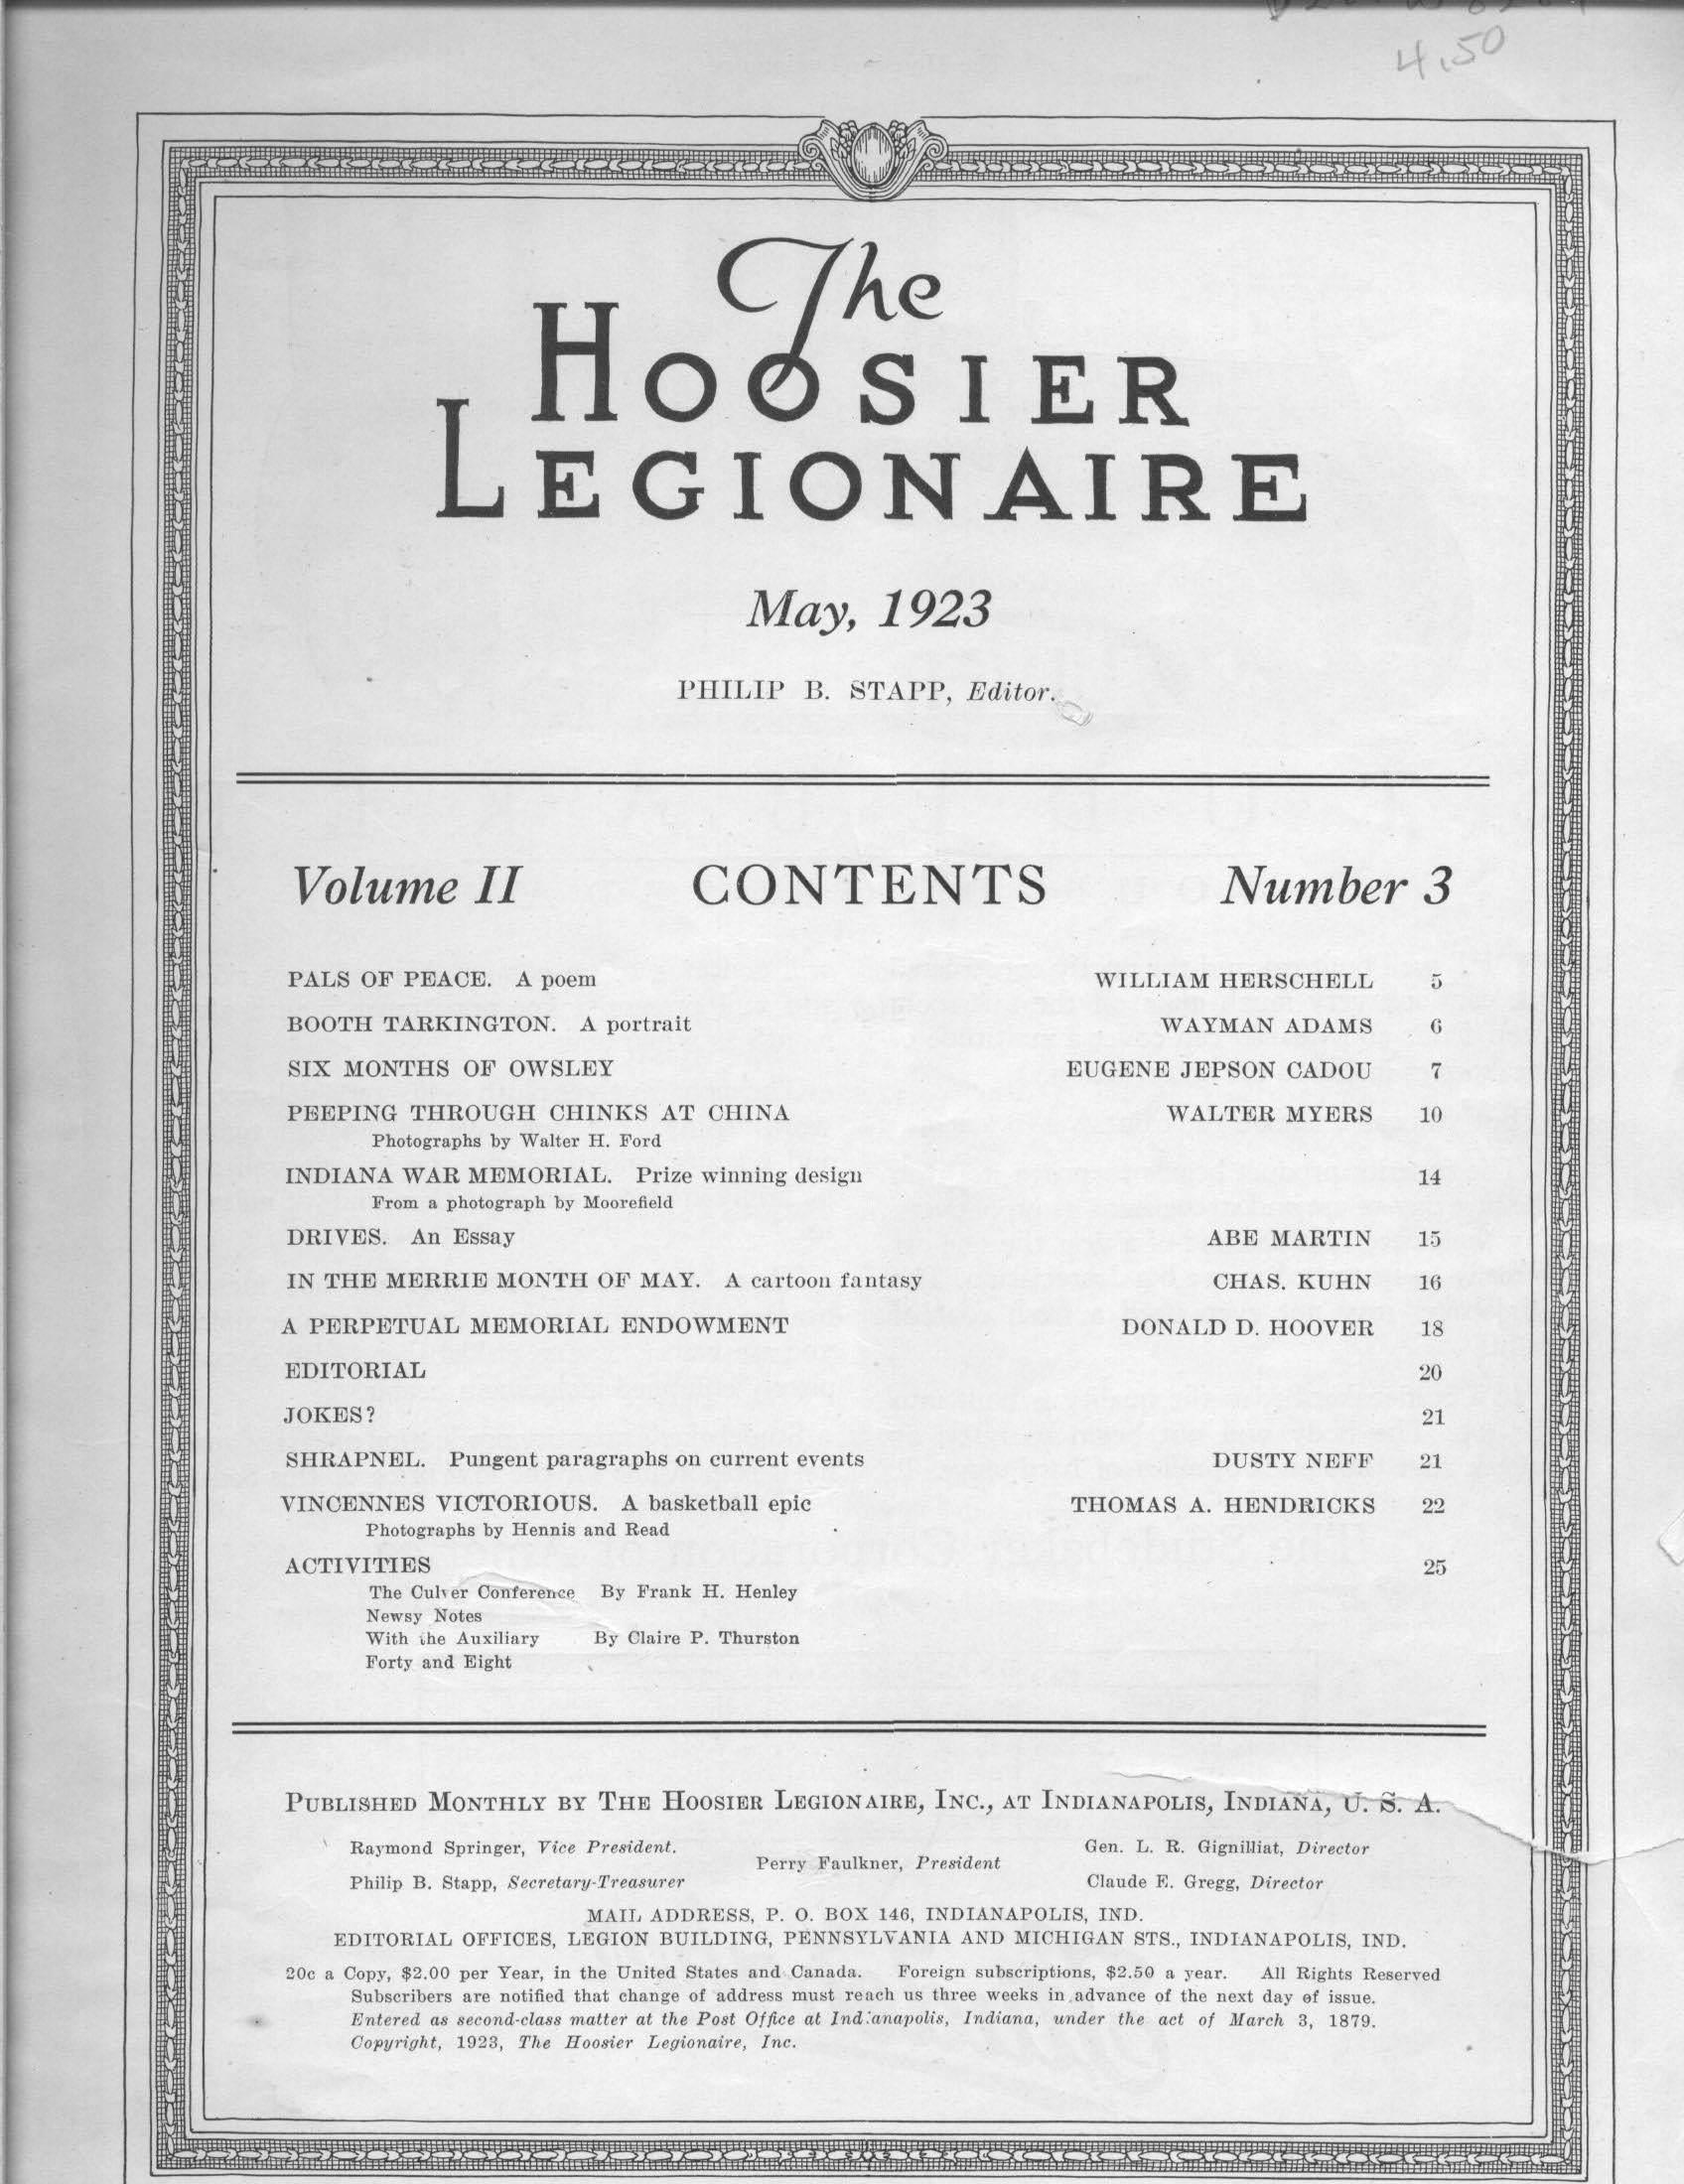 4.50
The
HOOSIER
LEGIONAIRE
May, 1923
PHILIP B. STAPP, Editor.
Volume II CONTENTS Number 3
PALS OF PEACE. A poem WILLIAM HERSCHELL 5
BOOTH TARKINGTON. A portrait WAYMAN ADAMS 6
SIX MONTHS OF OWSLEY EUGENE JEPSON CADOU 7
PEEPING THROUGH CHINKS AT CHINA WALTER MYERS 10
Photographs by Walter H. Ford
INDIANA WAR MEMORIAL. Prize winning design 14
From a photograph by Moorefield
DRIVES. An Essay ABE MARTIN 15
IN THE MERRIE MONTH OF MAY. A cartoon fantasy CHAS. KUHN 16
A PERPETUAL MEMORIAL ENDOWMENT DONALD D. HOOVER 18
EDITORIAL 20
JOKES? 21
SHRAPNEL. Pungent paragraphs on current events DUSTY NEFF 21
VINCENNES VICTORIOUS. A basketball epic THOMAS A. HENDRICKS 22
Photographs by Hennis and Read
ACTIVITIES 25
The Culver Conference By Frank H. Henley
Newsy Notes
With the Auxiliary By Claire P. Thurston
Forty and Eight
PUBLISHED MONTHLY BY THE HOOSIER LEGIONAIRE, INC., AT INDIANAPOLIS, INDIANA, U. S. A.
Raymond Springer, Vice President. Gen. L. R. Gignilliat, Director
Perry Faulkner, President
Philip B. Stapp, Secretary-Treasurer Claude E. Gregg, Director
MAIL ADDRESS, P. O. BOX 146, INDIANAPOLIS, IND.
EDITORIAL OFFICES, LEGION BUILDING, PENNSYLVANIA AND MICHIGAN STS., INDIANAPOLIS, IND.
20c a Copy, $2.00 per Year, in the United States and Canada. Foreign subscriptions, $2.50 a year. All Rights Reserved
Subscribers are notified that change of address must reach us three weeks in advance of the next day of issue.
Entered as second-class matter at the Post Office at Indianapolis, Indiana, under the act of March 3, 1879.
Copyright, 1923, The Hoosier Legionaire, Inc.